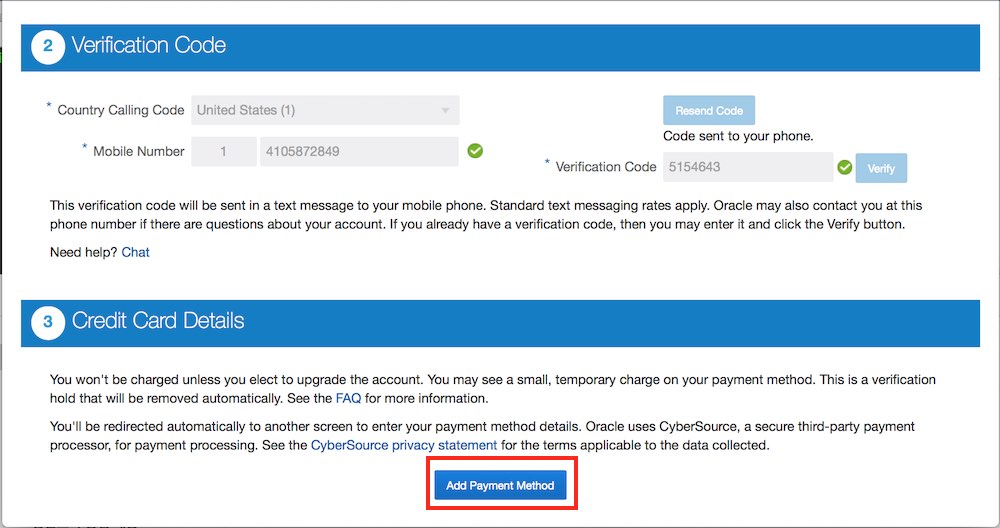 2 Verification Code
* Country Calling Code United States (1) Resend Code
Code sent to your phone.
* Mobile Number 1 4105872849
* Verification Code 5154643 Verify
This verification code will be sent in a text message to your mobile phone. Standard text messaging rates apply. Oracle may also contact you at this
phone number if there are questions about your account. If you already have a verification code, then you may enter it and click the Verify button.
Need help? Chat
3 Credit Card Details
You won't be charged unless you elect to upgrade the account. You may see a small, temporary charge on your payment method. This is a verification
hold that will be removed automatically. See the FAQ for more information.
You'll be redirected automatically to another screen to enter your payment method details. Oracle uses CyberSource, a secure third-party payment
processor, for payment processing. See the CyberSource privacy statement for the terms applicable to the data collected.
Add Payment Method